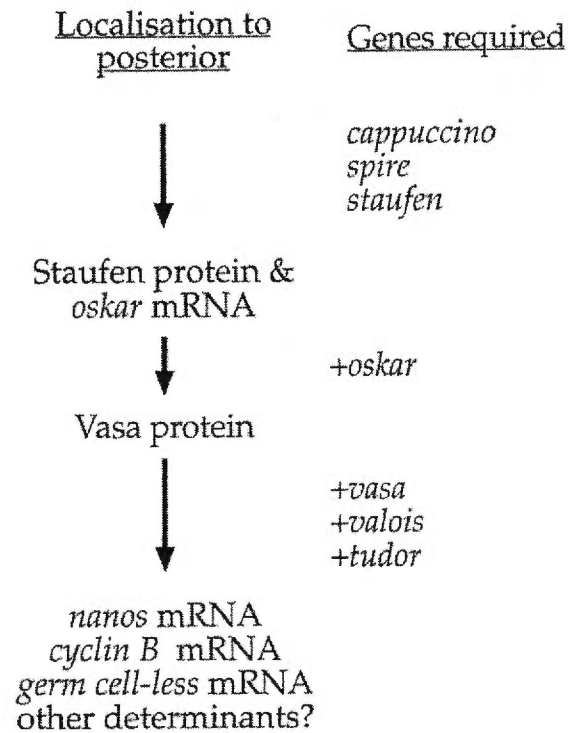 Localisation to
posterior
Genes required
cappuccino
spire
staufen
Staufen protein &
oskar mRNA
+oskar
Vasa protein
+vasa
+valois
+tudor
nanos mRNA
cyclin B mRNA
germ cell-less mRNA
other determinants?